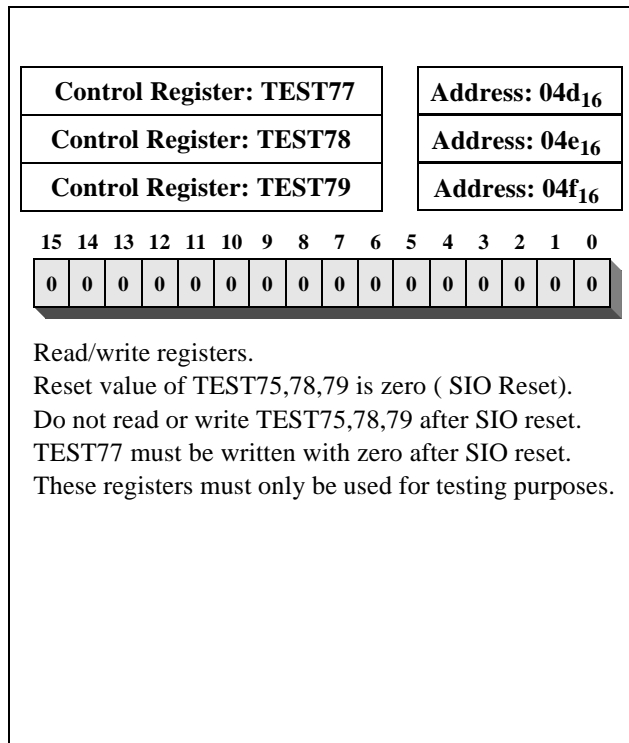 Control Register: TEST77 Address: 04d16
Control Register: TEST78 Address: 04e16
Control Register: TEST79 Address: 04f16
15 14 13 12 11 10 9 8 7 6 5 4 3 2 1 0
0 0 0 0 0 0 0 0 0 0 0 0 0 0 0 0
Read/write registers.
Reset value of TEST75,78,79 is zero ( SIO Reset).
Do not read or write TEST75,78,79 after SIO reset.
TEST77 must be written with zero after SIO reset.
These registers must only be used for testing purposes.